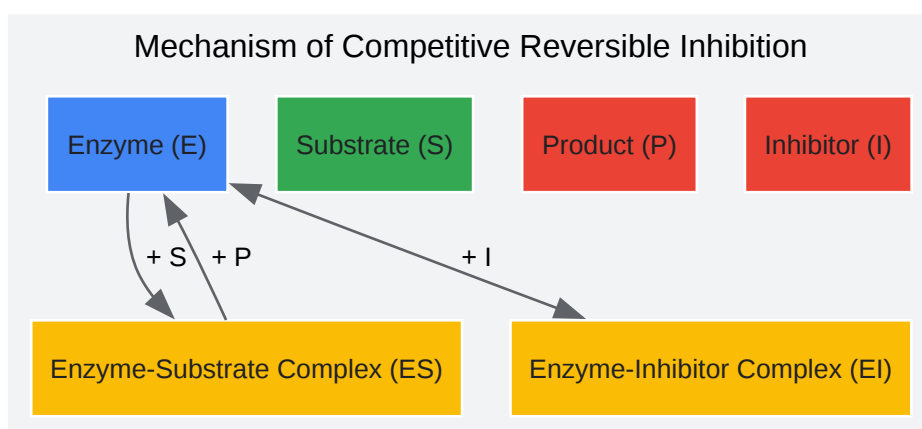 Mechanism of Competitive Reversible Inhibition
Enzyme (E)
Substrate (S)
Product (P)
Inhibitor (I)
+ S
+ P
+ I
Enzyme-Substrate Complex (ES)
Enzyme-Inhibitor Complex (EI)